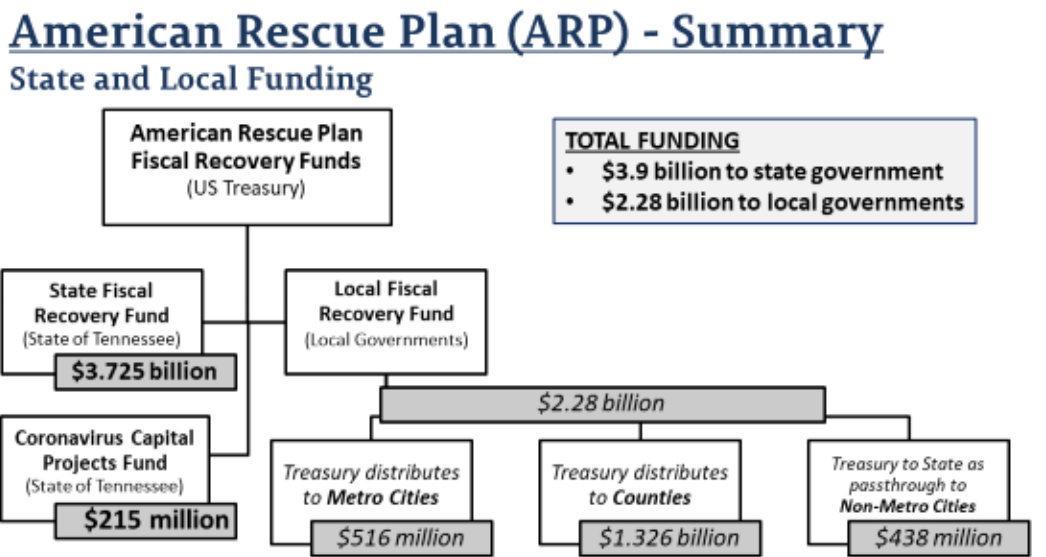 American Rescue Plan (ARP) - Summary
State and Local Funding
American Rescue Plan
Fiscal Recovery Funds
(US Treasury)
TOTAL FUNDING
• $3.9 billion to state government
• $2.28 billion to local governments
State Fiscal
Recovery Fund
(State of Tennessee)
$3.725 billion
Local Fiscal
Recovery Fund
(Local Governments)
$2.28 billion
Coronavirus Capital
Projects Fund
(State of Tennessee)
$215 million
Treasury distributes
to Metro Cities
$516 million
Treasury distributes
to Counties
$1.326 billion
Treasury to State as
passthrough to
Non-Metro Cities
$438 million